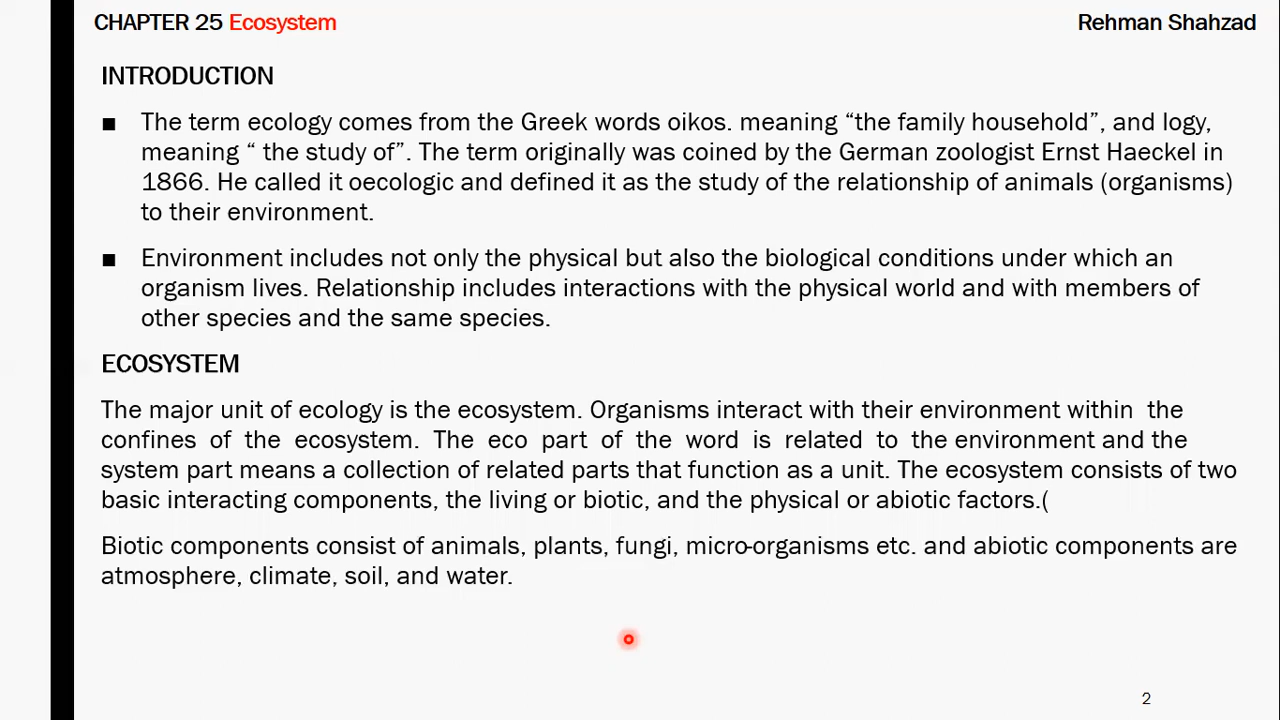 CHAPTER 25 Ecosystem
Rehman Shahzad
INTRODUCTION
■ The term ecology comes from the Greek words oikos. meaning “the family household”, and logy,
meaning “ the study of”. The term originally was coined by the German zoologist Ernst Haeckel in
1866. He called it oecologic and defined it as the study of the relationship of animals (organisms)
to their environment.
■ Environment includes not only the physical but also the biological conditions under which an
organism lives. Relationship includes interactions with the physical world and with members of
other species and the same species.
ECOSYSTEM
The major unit of ecology is the ecosystem. Organisms interact with their environment within the
confines of the ecosystem. The eco part of the word is related to the environment and the
system part means a collection of related parts that function as a unit. The ecosystem consists of two
basic interacting components, the living or biotic, and the physical or abiotic factors.(
Biotic components consist of animals, plants, fungi, micro-organisms etc. and abiotic components are
atmosphere, climate, soil, and water.
2